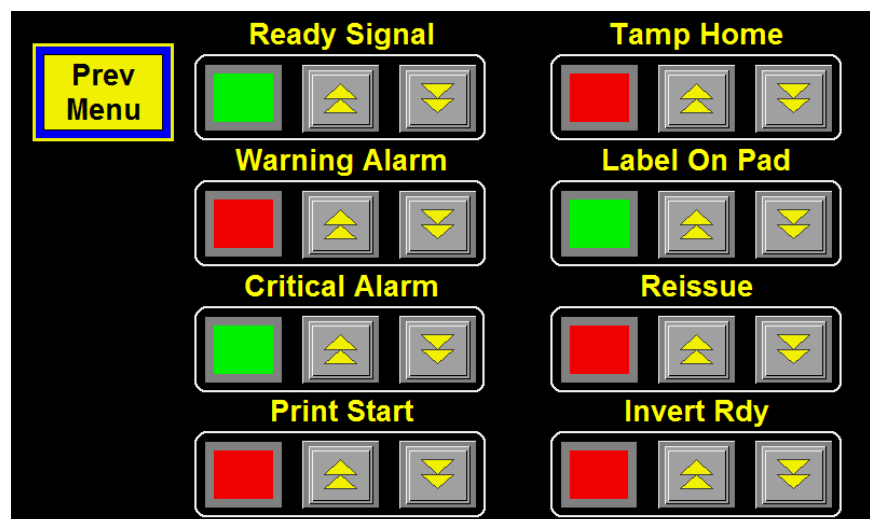 Prev
Menu
Ready Signal
Tamp Home
Warning Alarm
Label On Pad
Critical Alarm
Reissue
Print Start
Invert Rdy